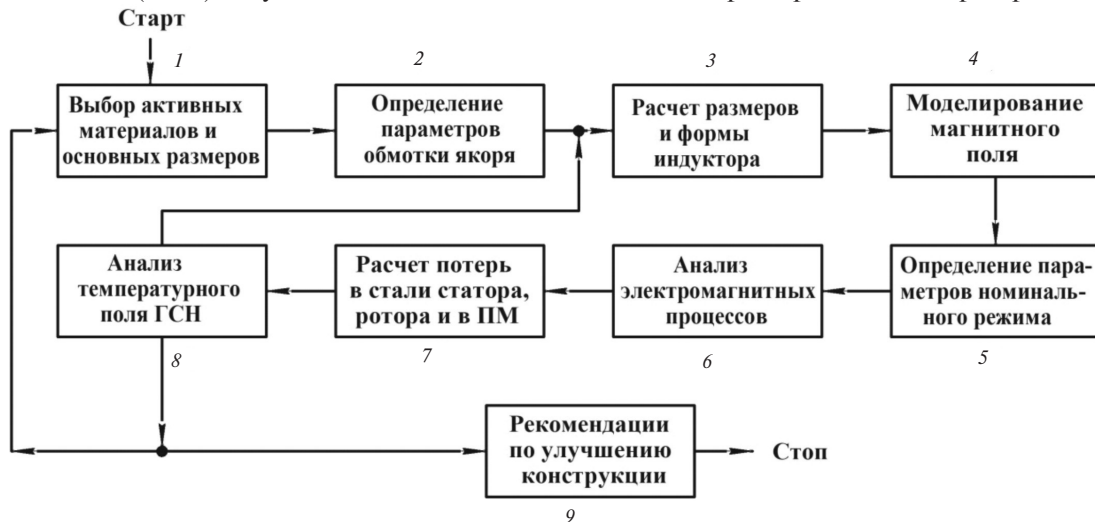 Старт
1
Выбор активных
материалов и
основных размеров
2
Определение
параметров
обмотки якоря
3
Расчет размеров
и формы
индуктора
4
Моделирование
магнитного
поля
Анализ
температурного
поля ГСН
8
Расчет потерь
в стали статора,
ротора и в ПМ
7
Анализ
электромагнитных
процессов
6
Определение пара-
метров номиналь-
ного режима
5
Рекомендации
по улучшению
конструкции
9
Стоп